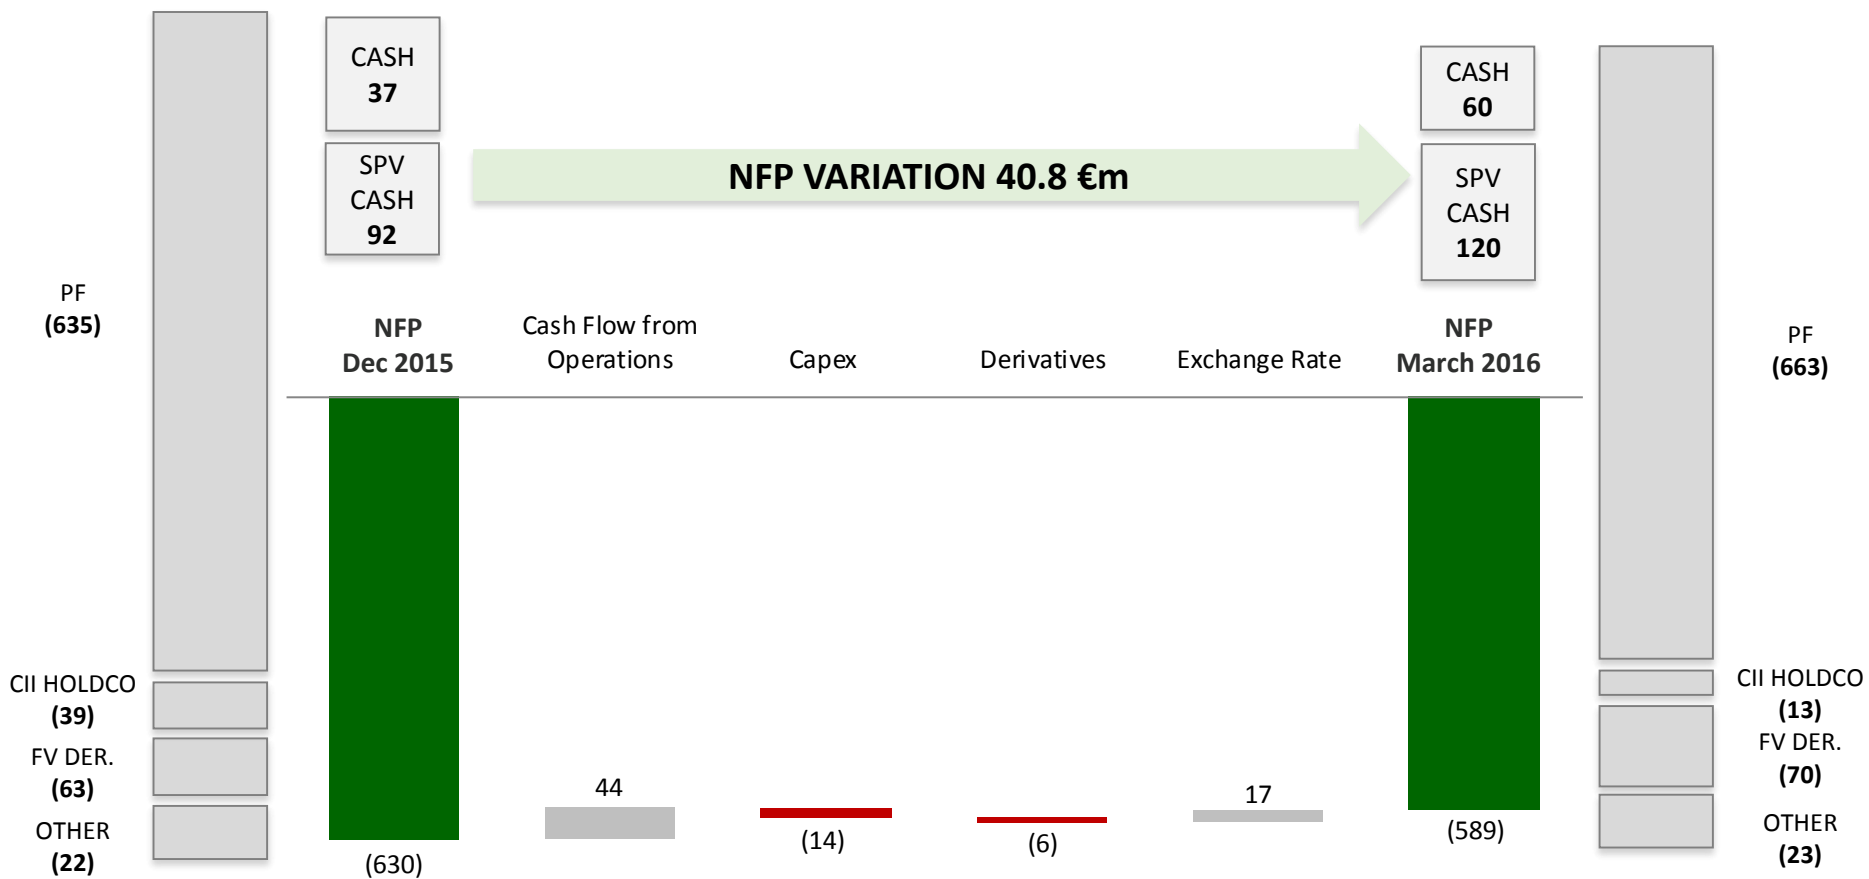 CASH
37
SPV
CASH
92
NFP VARIATION 40.8 €m
CASH
60
SPV
CASH
120
PF
(635)
CII HOLDCO
(39)
FV DER.
(63)
OTHER
(22)
NFP
Dec 2015
Cash Flow from
Operations
Capex
Derivatives
Exchange Rate
NFP
March 2016
(630)
44
(14)
(6)
17
(589)
PF
(663)
CII HOLDCO
(13)
FV DER.
(70)
OTHER
(23)